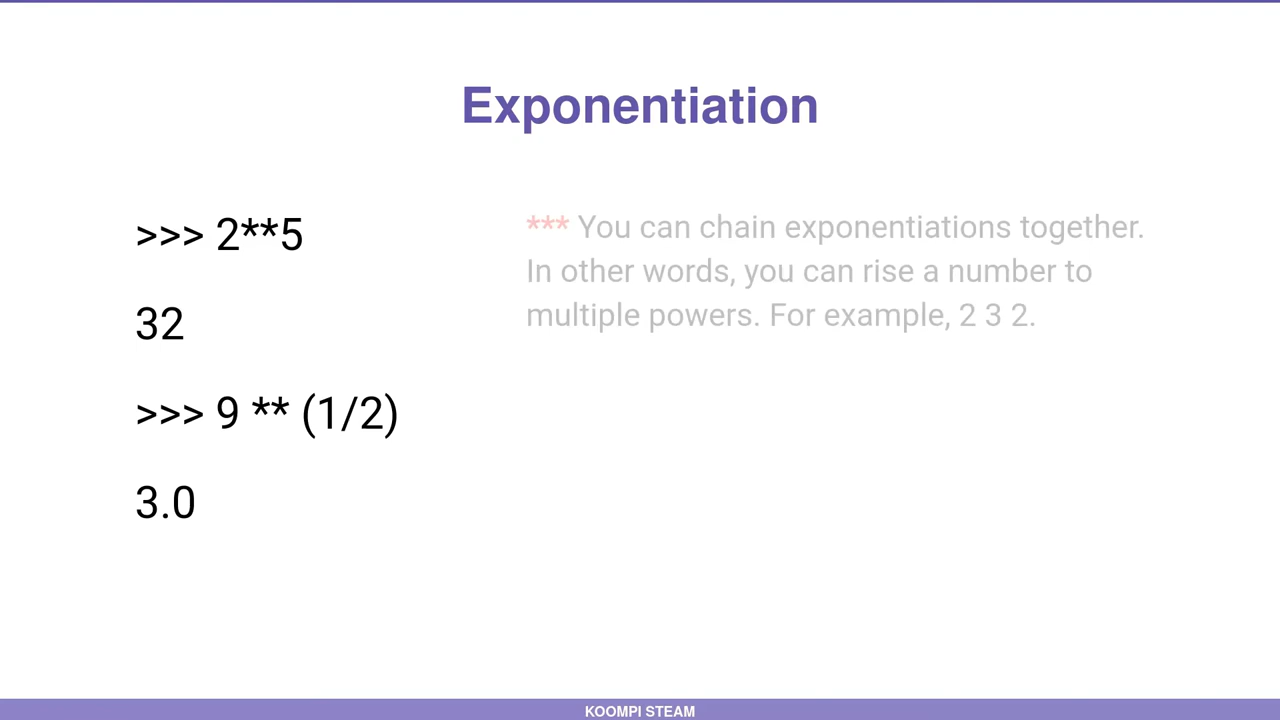 Exponentiation
>>> 2**5
32
>>> 9 ** (1/2)
3.0
*** You can chain exponentiations together.
In other words, you can rise a number to
multiple powers. For example, 2 3 2.
KOOMPI STEAM